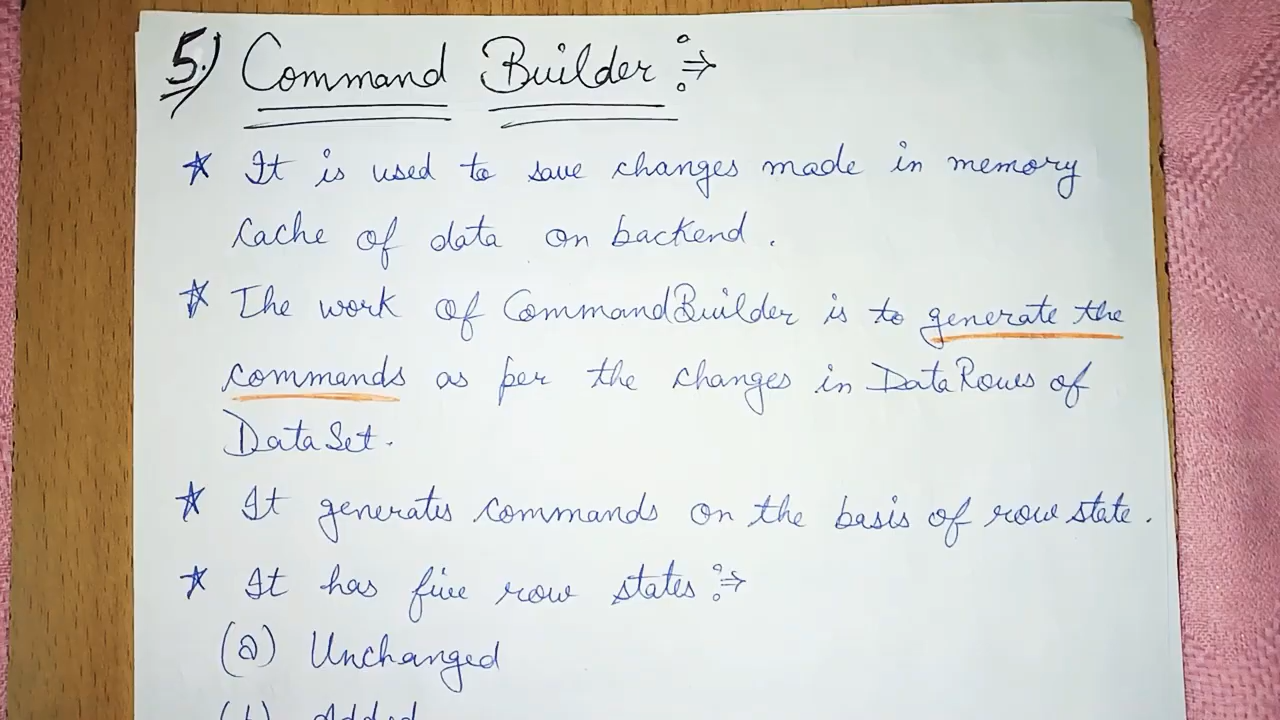 5.) Command Builder :⇒
★ It is used to save changes made in memory
cache of data on backend.
★ The work of CommandBuilder is to generate the
commands as per the changes in DataRows of
DataSet.
★ It generates commands on the basis of row state.
★ It has five row states :⇒
(a) Unchanged
(b) Added